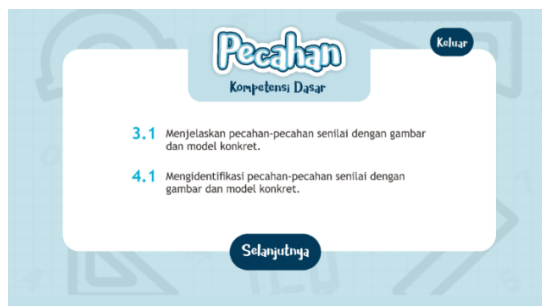 Pecahan
Keluar
Kompetensi Dasar
3.1 Menjelaskan pecahan-pecahan senilai dengan gambar
dan model konkret.
4.1 Mengidentifikasi pecahan-pecahan senilai dengan
gambar dan model konkret.
Selanjutnya